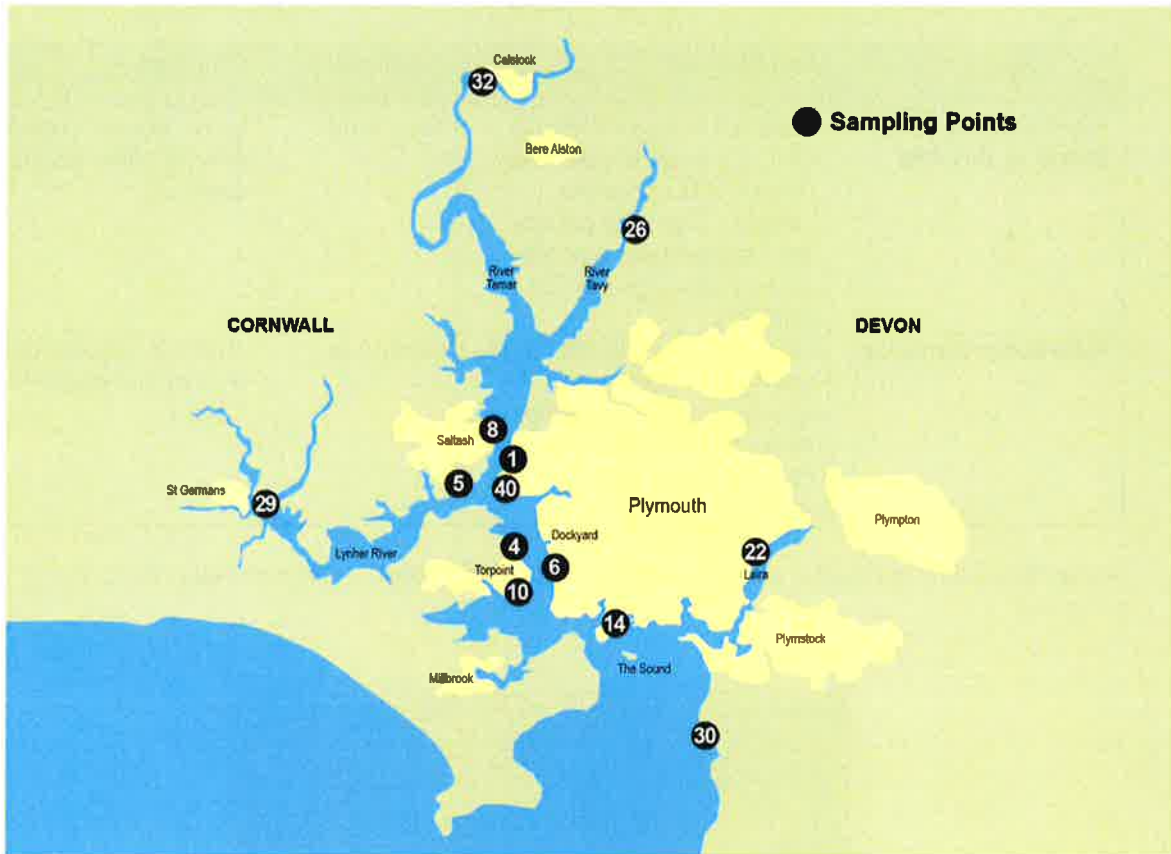 Calstock
32
Sampling Points
Bere Alston
26
River
Tamar
River
Tavy
CORNWALL
DEVON
8
Saltash
1
5
40
St Germans
29
Plymouth
Plympton
Dockyard
Lynher River
4
22
Torpoint
6
Laira
10
14
Plymstock
Millbrook
The Sound
30